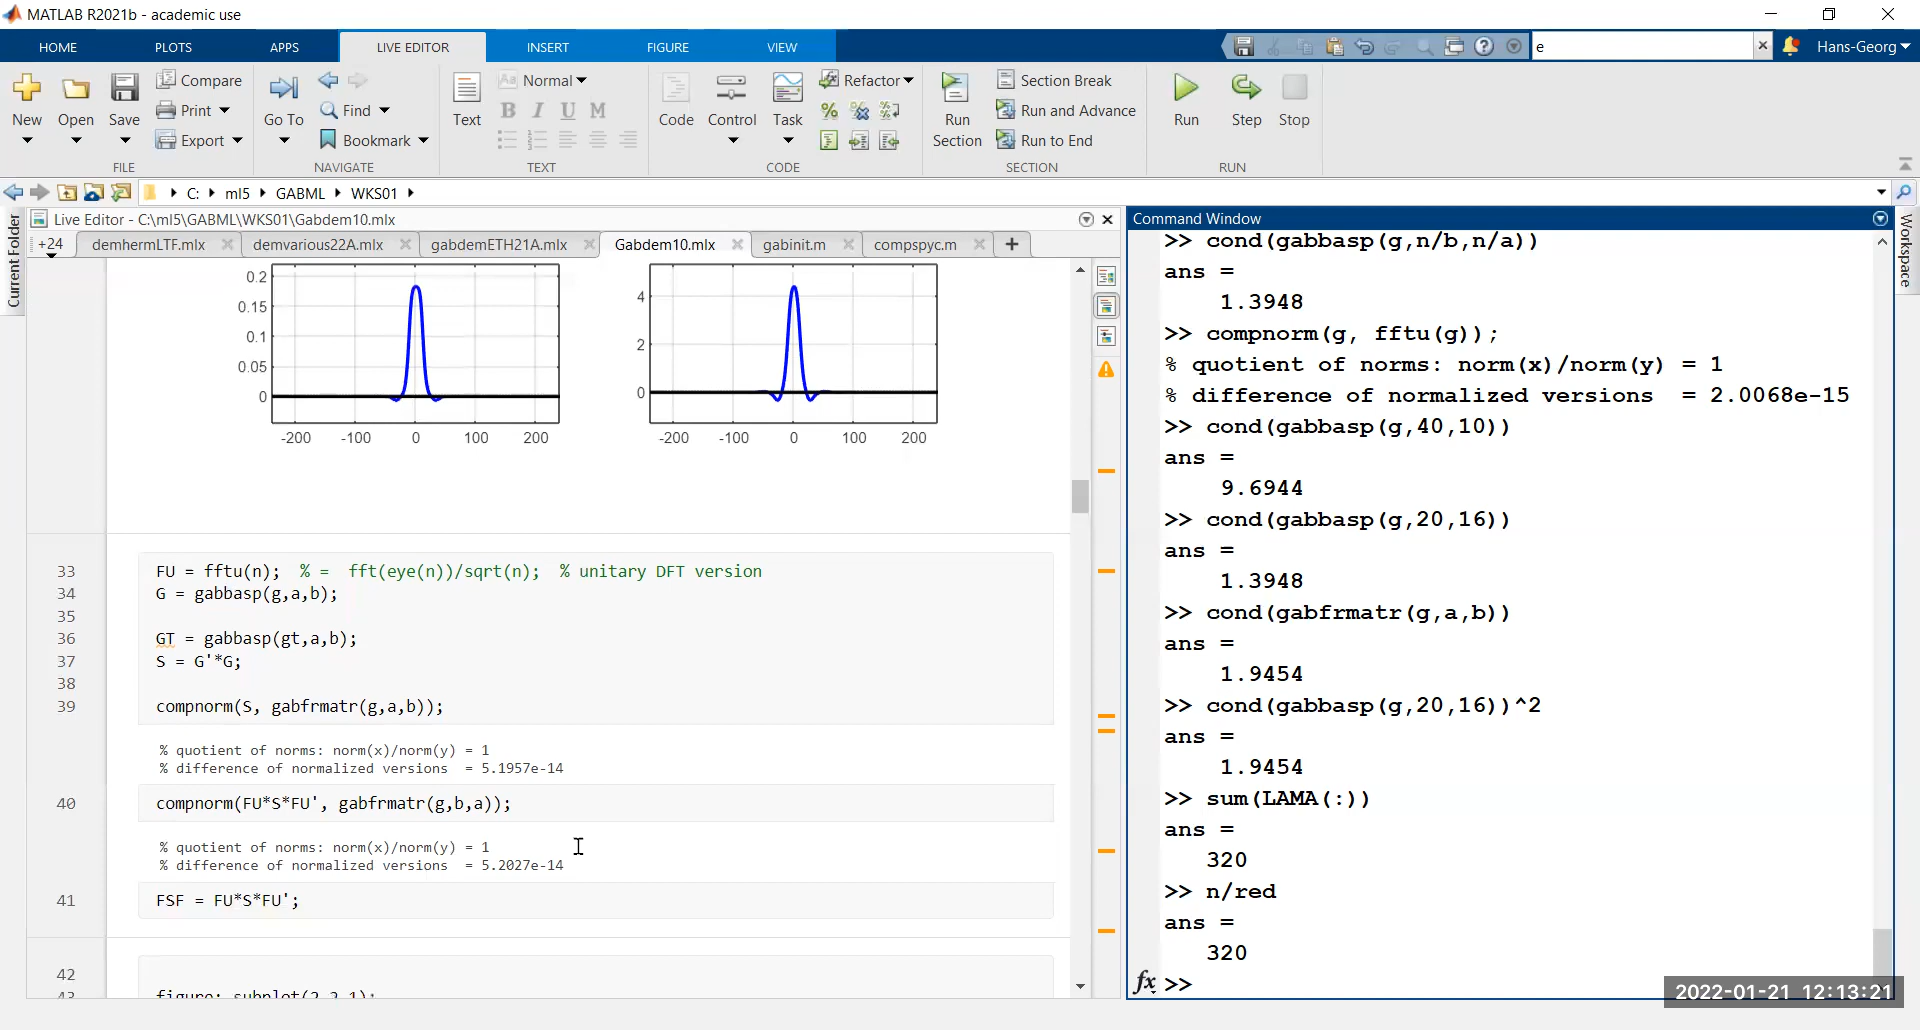 MATLAB R2021b - academic use
HOME PLOTS APPS LIVE EDITOR INSERT FIGURE VIEW
e
Hans-Georg
New
Open
Save
Compare
Print
Export
FILE
Go To
Find
Bookmark
NAVIGATE
Text
Aa Normal
B I U M
TEXT
Code
Control
Task
Refactor
CODE
Run
Section
Section Break
Run and Advance
Run to End
SECTION
Run
Step
Stop
RUN
C: ml5 GABML WKS01
Current Folder
Live Editor - C:\ml5\GABML\WKS01\Gabdem10.mlx
+24 demhermLTF.mlx demvarious22A.mlx gabdemETH21A.mlx Gabdem10.mlx gabinit.m compspyc.m
0.2
0.15
0.1
0.05
0
-200 -100 0 100 200
4
2
0
-200 -100 0 100 200
33 FU = fftu(n); % = fft(eye(n))/sqrt(n); % unitary DFT version
34 G = gabbasp(g,a,b);
35
36 GT = gabbasp(gt,a,b);
37 S = G'*G;
38
39 compnorm(S, gabfrmatr(g,a,b));
% quotient of norms: norm(x)/norm(y) = 1
% difference of normalized versions = 5.1957e-14
40 compnorm(FU*S*FU', gabfrmatr(g,b,a));
% quotient of norms: norm(x)/norm(y) = 1
% difference of normalized versions = 5.2027e-14
41 FSF = FU*S*FU';
42
43 figure; subplot(2,2,1);
Command Window
>> cond(gabbasp(g,n/b,n/a))
ans =
1.3948
>> compnorm(g, fftu(g));
% quotient of norms: norm(x)/norm(y) = 1
% difference of normalized versions = 2.0068e-15
>> cond(gabbasp(g,40,10))
ans =
9.6944
>> cond(gabbasp(g,20,16))
ans =
1.3948
>> cond(gabfrmatr(g,a,b))
ans =
1.9454
>> cond(gabbasp(g,20,16))^2
ans =
1.9454
>> sum(LAMA(:))
ans =
320
>> n/red
ans =
320
fx >>
Workspace
2022-01-21 12:13:21